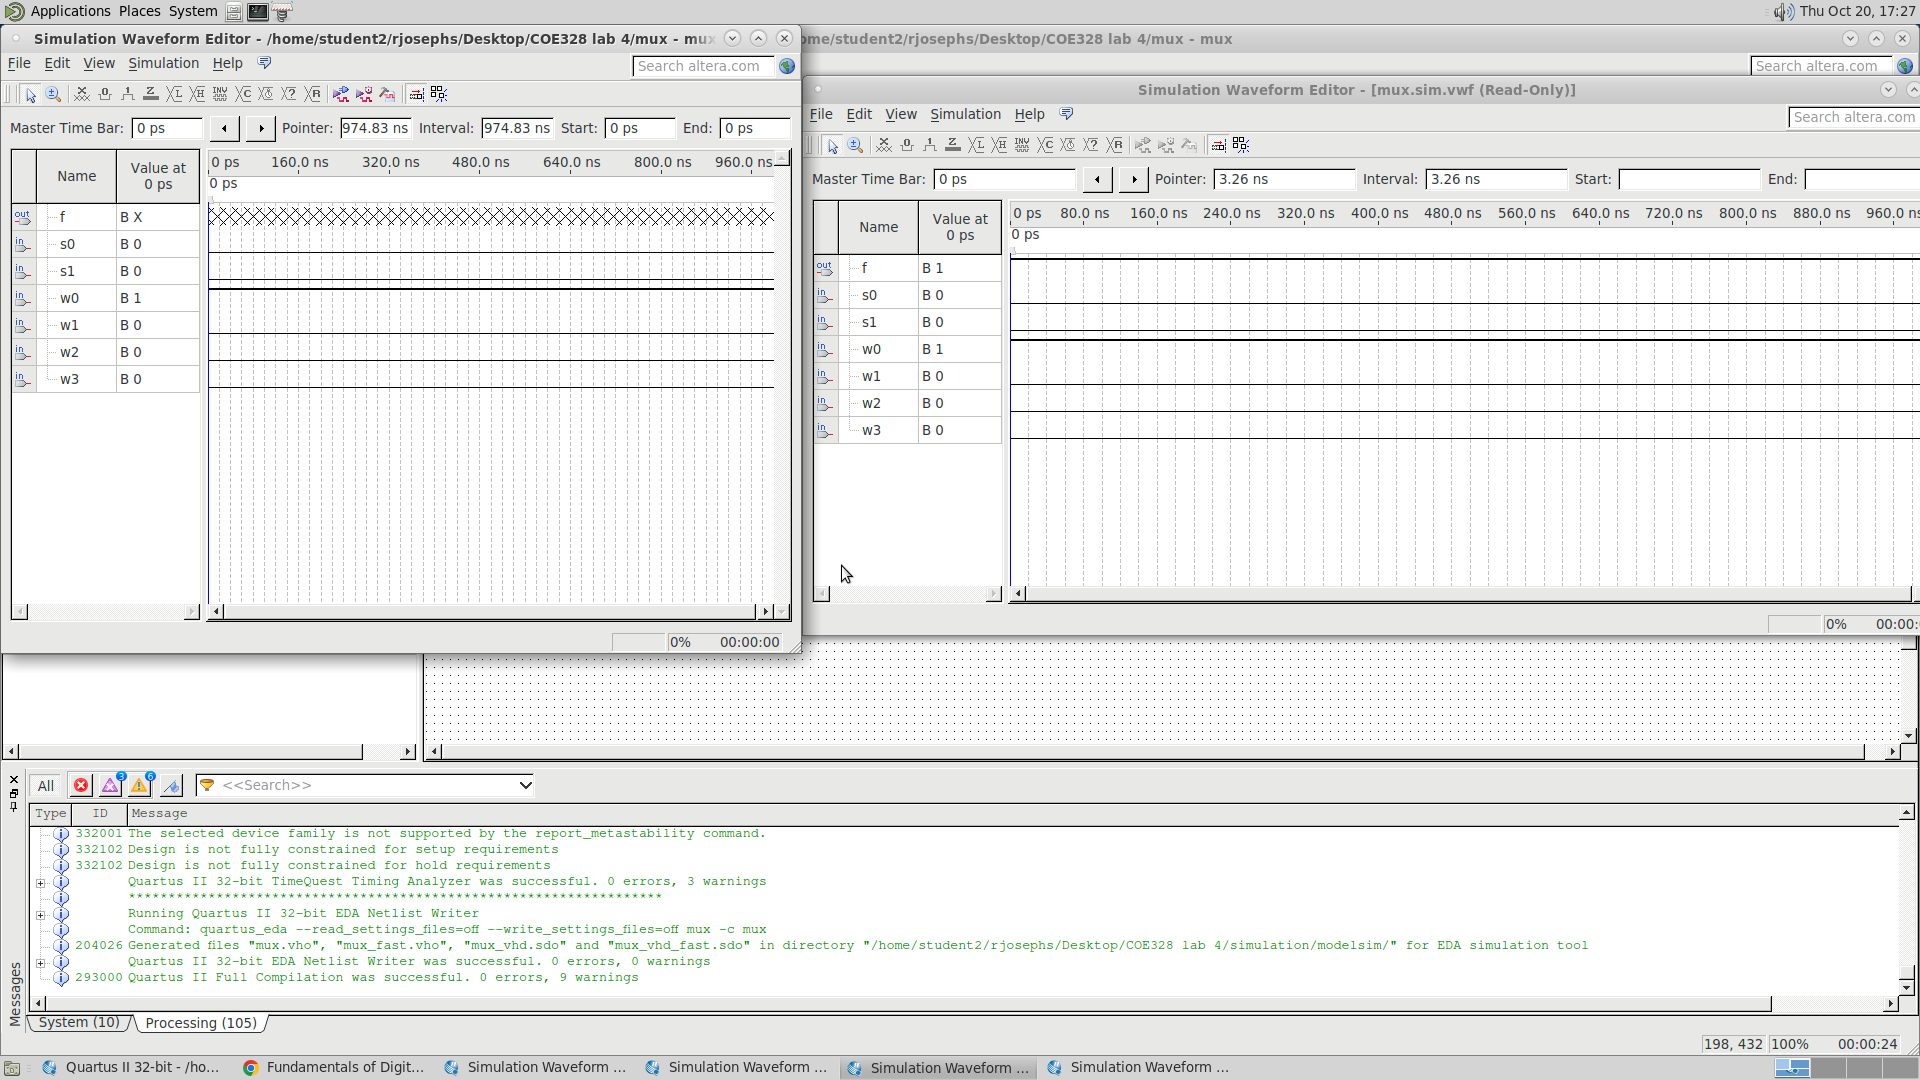 Applications Places System
Thu Oct 20, 17:27
Simulation Waveform Editor - /home/student2/rjosephs/Desktop/COE328 lab 4/mux - mux
File Edit View Simulation Help
Search altera.com
Master Time Bar: 0 ps Pointer: 974.83 ns Interval: 974.83 ns Start: 0 ps End: 0 ps
Name Value at 0 ps
0 ps 160.0 ns 320.0 ns 480.0 ns 640.0 ns 800.0 ns 960.0 ns
0 ps
out f B X
in s0 B 0
in s1 B 0
in w0 B 1
in w1 B 0
in w2 B 0
in w3 B 0
0% 00:00:00
ome/student2/rjosephs/Desktop/COE328 lab 4/mux - mux
Search altera.com
Simulation Waveform Editor - [mux.sim.vwf (Read-Only)]
File Edit View Simulation Help
Search altera.com
Master Time Bar: 0 ps Pointer: 3.26 ns Interval: 3.26 ns Start: End:
Name Value at 0 ps
0 ps 80.0 ns 160.0 ns 240.0 ns 320.0 ns 400.0 ns 480.0 ns 560.0 ns 640.0 ns 720.0 ns 800.0 ns 880.0 ns 960.0 ns
0 ps
out f B 1
in s0 B 0
in s1 B 0
in w0 B 1
in w1 B 0
in w2 B 0
in w3 B 0
0% 00:00:
All 3 6 <<Search>>
Type ID Message
332001 The selected device family is not supported by the report_metastability command.
332102 Design is not fully constrained for setup requirements
332102 Design is not fully constrained for hold requirements
Quartus II 32-bit TimeQuest Timing Analyzer was successful. 0 errors, 3 warnings
*******************************************************************
Running Quartus II 32-bit EDA Netlist Writer
Command: quartus_eda --read_settings_files=off --write_settings_files=off mux -c mux
204026 Generated files "mux.vho", "mux_fast.vho", "mux_vhd.sdo" and "mux_vhd_fast.sdo" in directory "/home/student2/rjosephs/Desktop/COE328 lab 4/simulation/modelsim/" for EDA simulation tool
Quartus II 32-bit EDA Netlist Writer was successful. 0 errors, 0 warnings
293000 Quartus II Full Compilation was successful. 0 errors, 9 warnings
Messages
System (10) Processing (105)
198, 432 100% 00:00:24
Quartus II 32-bit - /ho... Fundamentals of Digit... Simulation Waveform ... Simulation Waveform ... Simulation Waveform ... Simulation Waveform ...